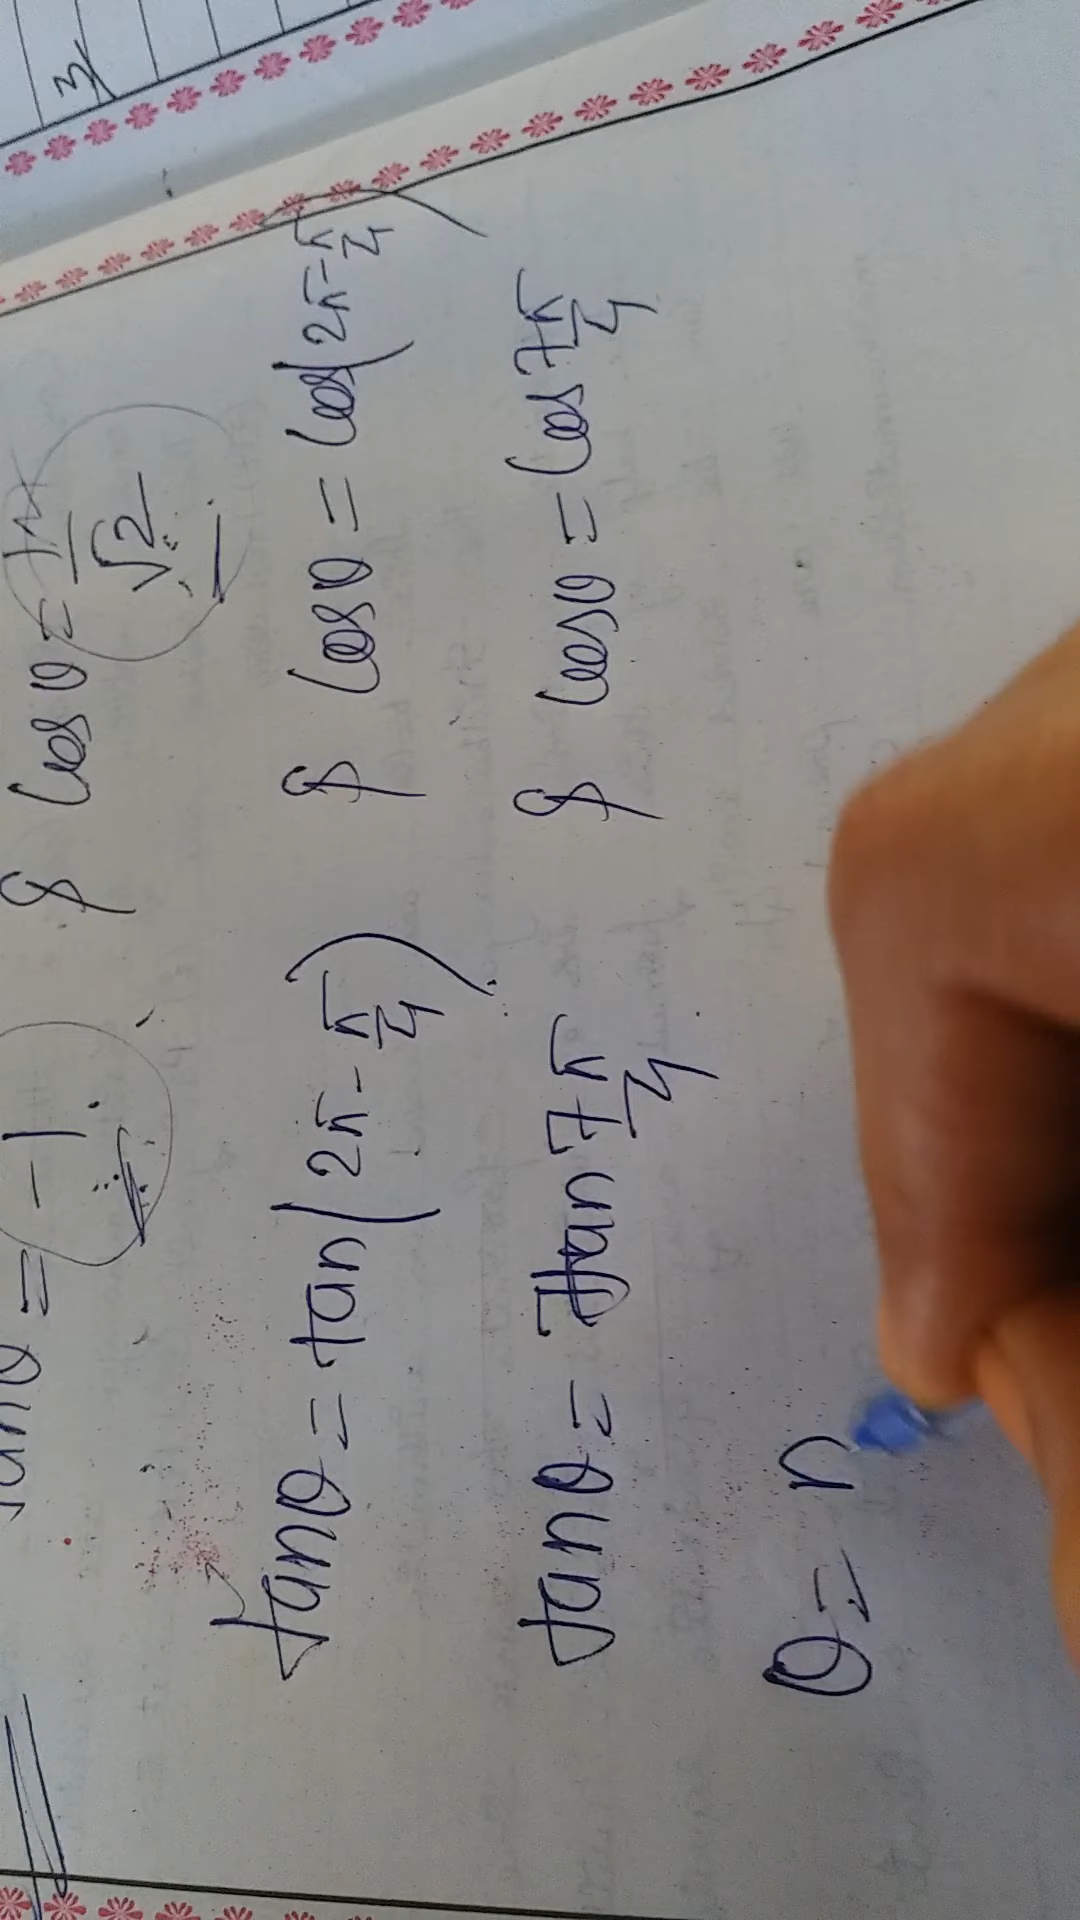 tanθ = -1 & Cosθ = 1/√2
tanθ = tan(2π - π/4) & Cosθ = Cos(2π - π/4)
tanθ = tan 7π/4 & Cosθ = Cos 7π/4
θ = n